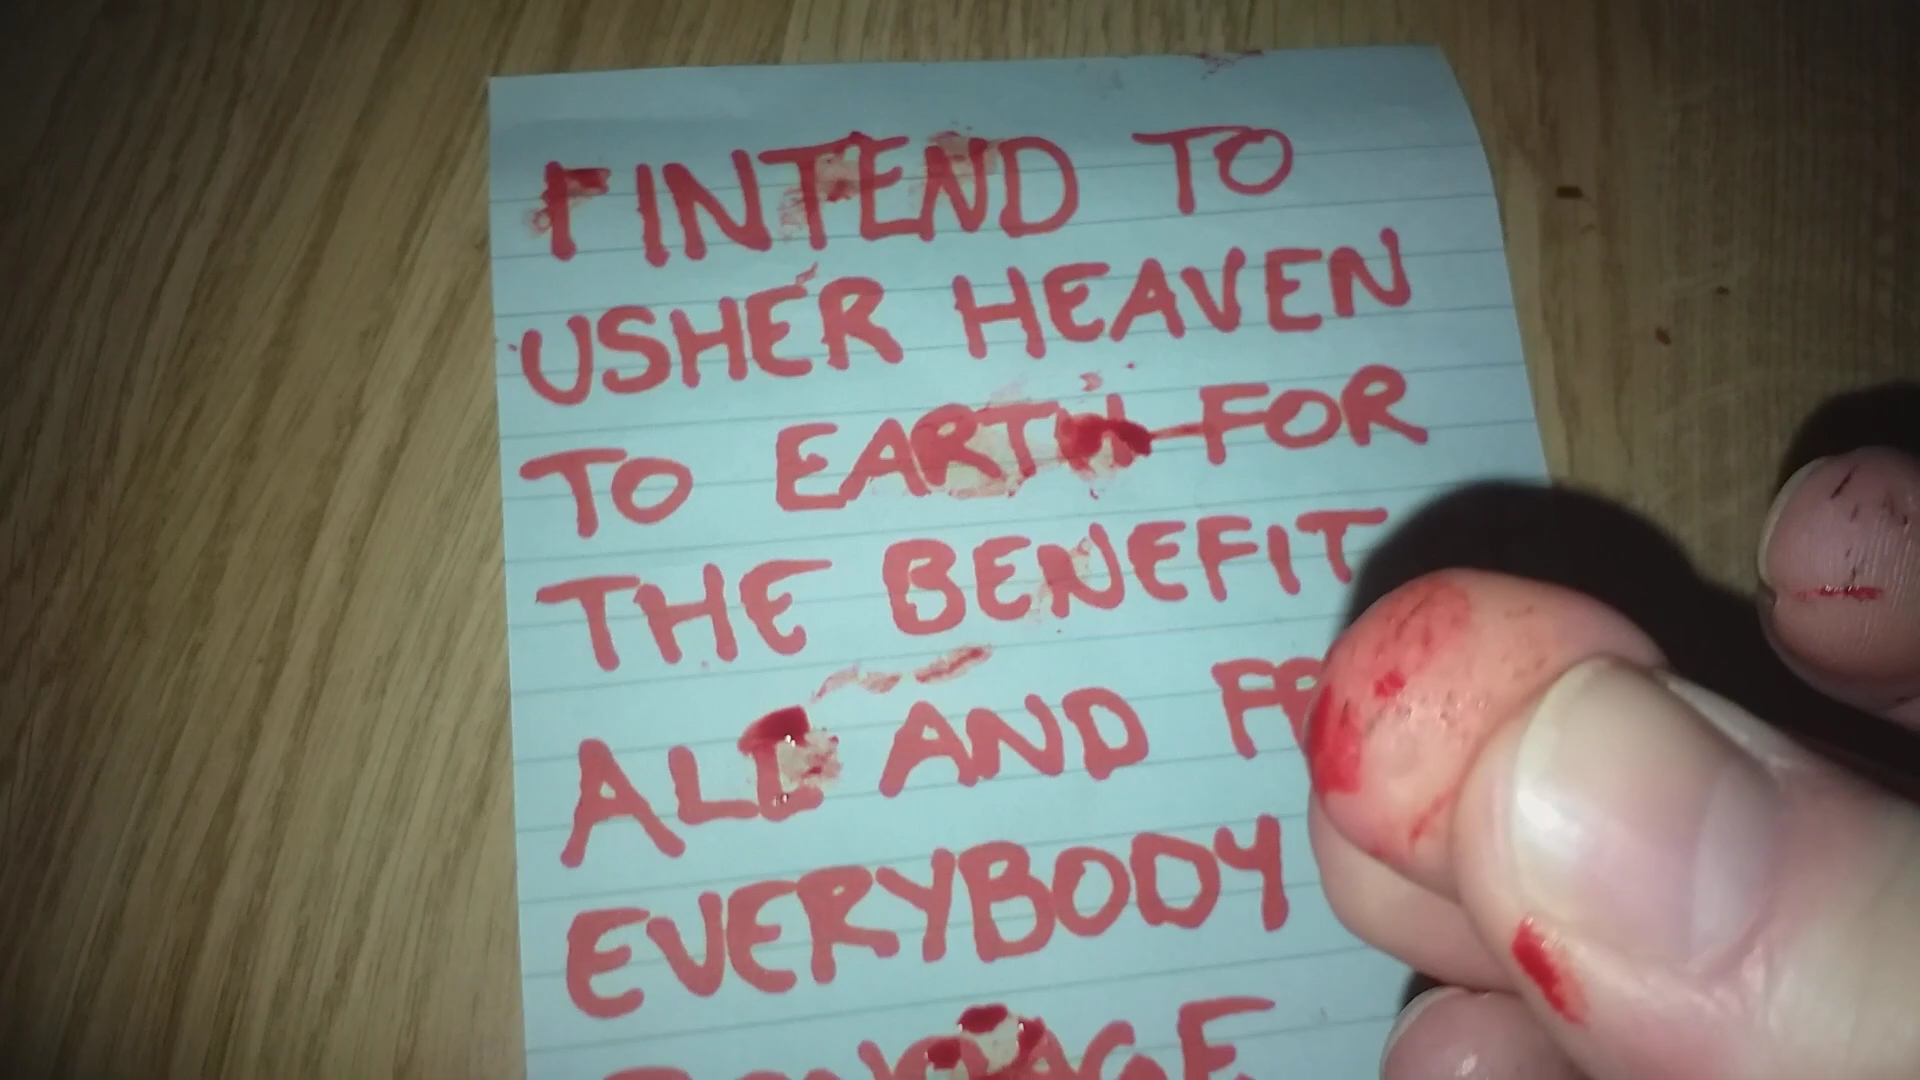 I INTEND TO
USHER HEAVEN
TO EARTH FOR
THE BENEFIT
ALL AND
EVERYBODY